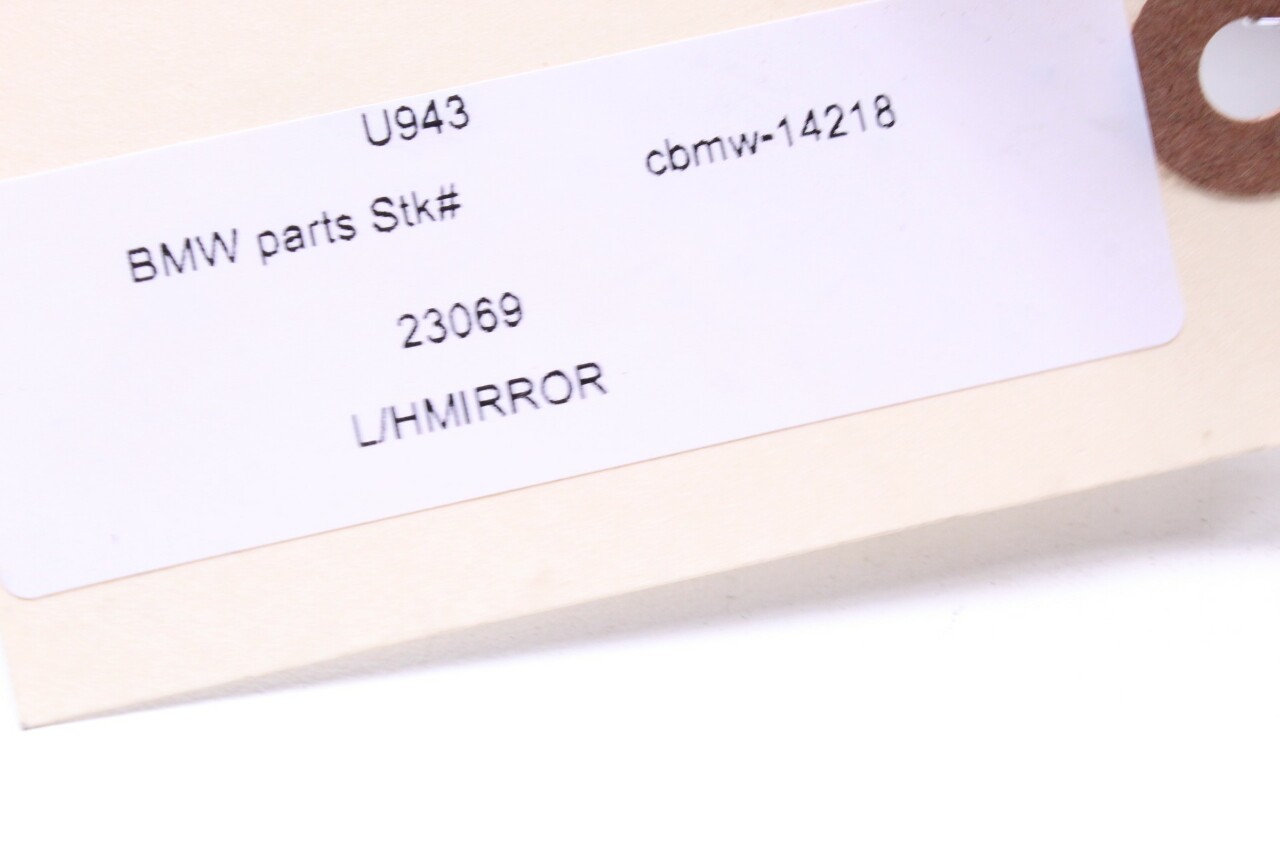 U943
cbmw-14218
BMW parts Stk#
23069
L/HMIRROR